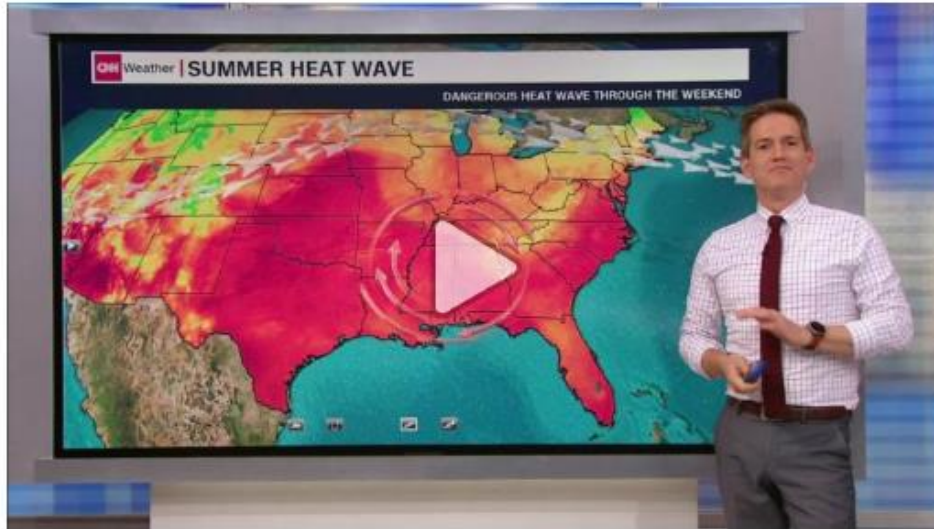 CNN Weather | SUMMER HEAT WAVE
DANGEROUS HEAT WAVE THROUGH THE WEEKEND